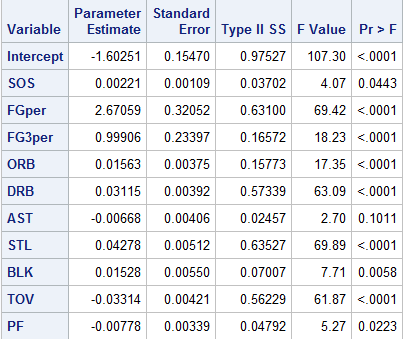 Variable Parameter Estimate Standard Error Type II SS F Value Pr > F
Intercept -1.60251 0.15470 0.97527 107.30 <.0001
SOS 0.00221 0.00109 0.03702 4.07 0.0443
FGper 2.67059 0.32052 0.63100 69.42 <.0001
FG3per 0.99906 0.23397 0.16572 18.23 <.0001
ORB 0.01563 0.00375 0.15773 17.35 <.0001
DRB 0.03115 0.00392 0.57339 63.09 <.0001
AST -0.00668 0.00406 0.02457 2.70 0.1011
STL 0.04278 0.00512 0.63527 69.89 <.0001
BLK 0.01528 0.00550 0.07007 7.71 0.0058
TOV -0.03314 0.00421 0.56229 61.87 <.0001
PF -0.00778 0.00339 0.04792 5.27 0.0223